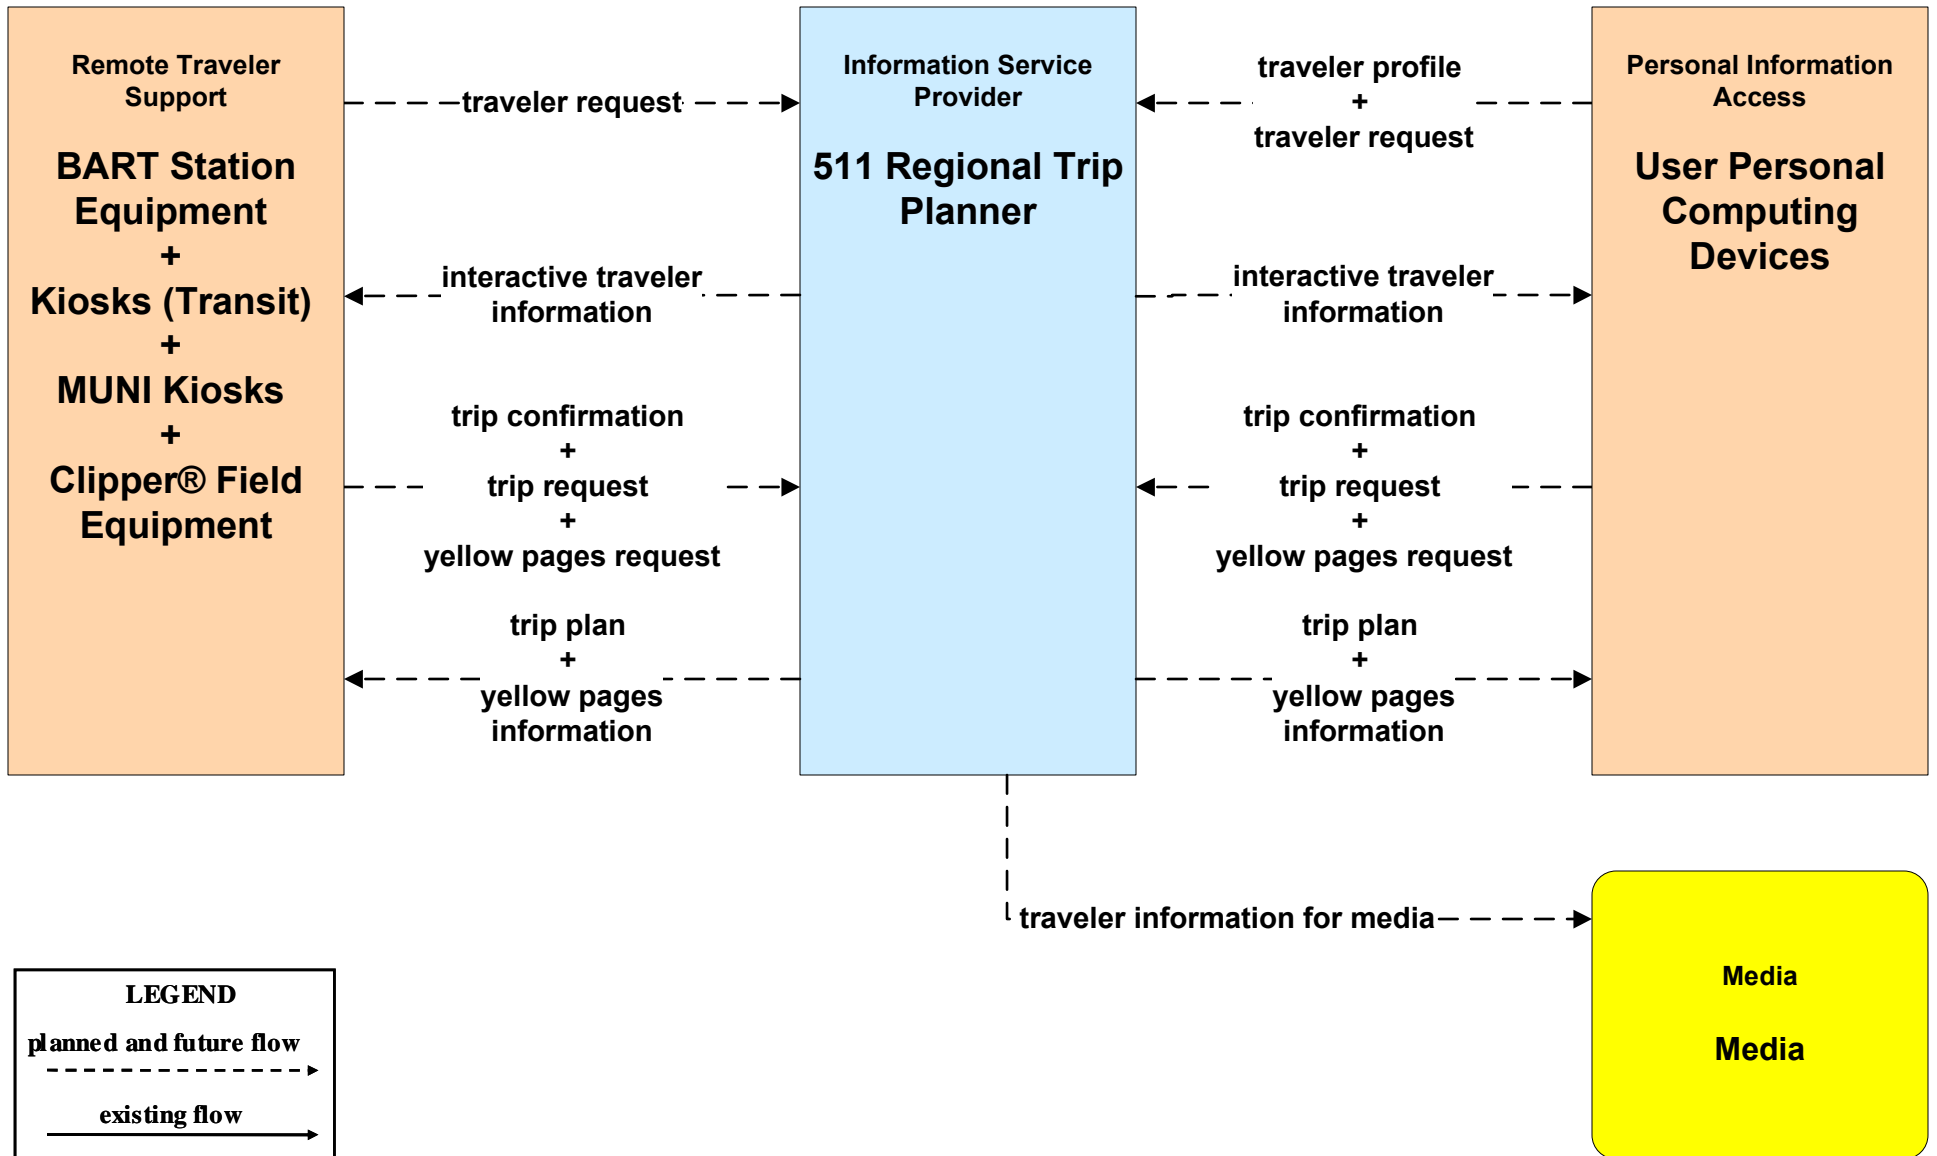 Remote Traveler
Support
BART Station
Equipment
+
Kiosks (Transit)
+
MUNI Kiosks
+
Clipper® Field
Equipment
traveler request
interactive traveler
information
trip confirmation
+
trip request
+
yellow pages request
trip plan
+
yellow pages
information
Information Service
Provider
511 Regional Trip
Planner
traveler profile
+
traveler request
interactive traveler
information
trip confirmation
+
trip request
+
yellow pages request
trip plan
+
yellow pages
information
Personal Information
Access
User Personal
Computing
Devices
traveler information for media
Media
Media
LEGEND
planned and future flow
existing flow